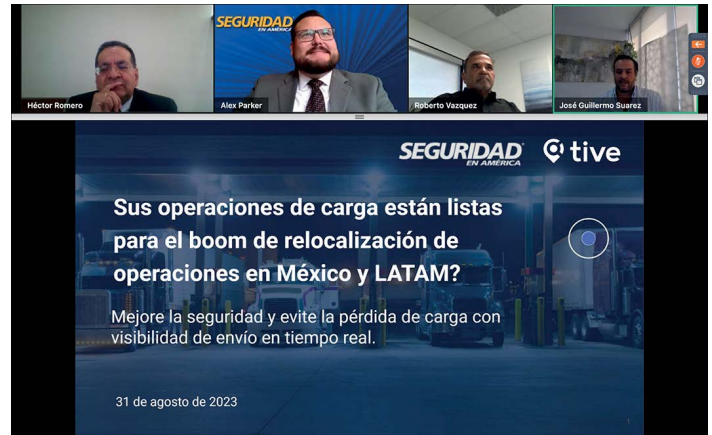 SEGURIDAD
EN AMÉRICA
Héctor Romero
Alex Parker
Roberto Vazquez
José Guillermo Suarez
SEGURIDAD
EN AMÉRICA
tive
Sus operaciones de carga están listas
para el boom de relocalización de
operaciones en México y LATAM?
Mejore la seguridad y evite la pérdida de carga con
visibilidad de envío en tiempo real.
31 de agosto de 2023
1